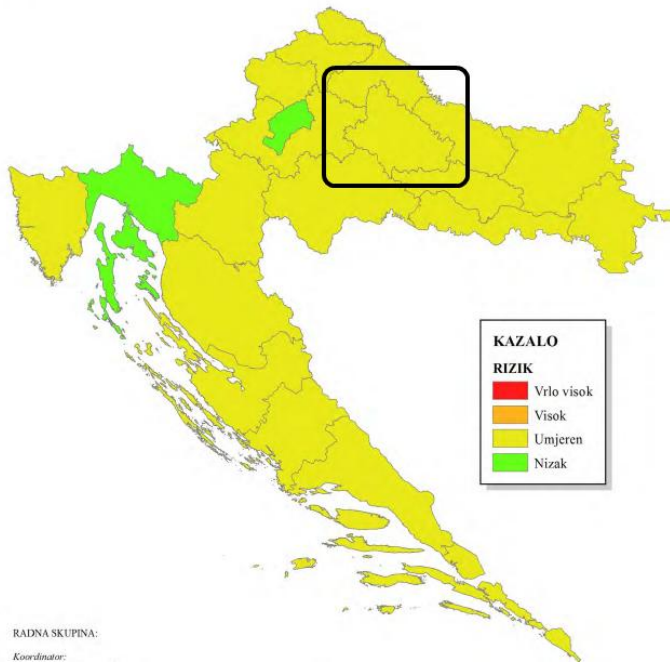 KAZALO
RIZIK
Vrlo visok
Visok
Umjeren
Nizak
RADNA SKUPINA:
Koordinator: